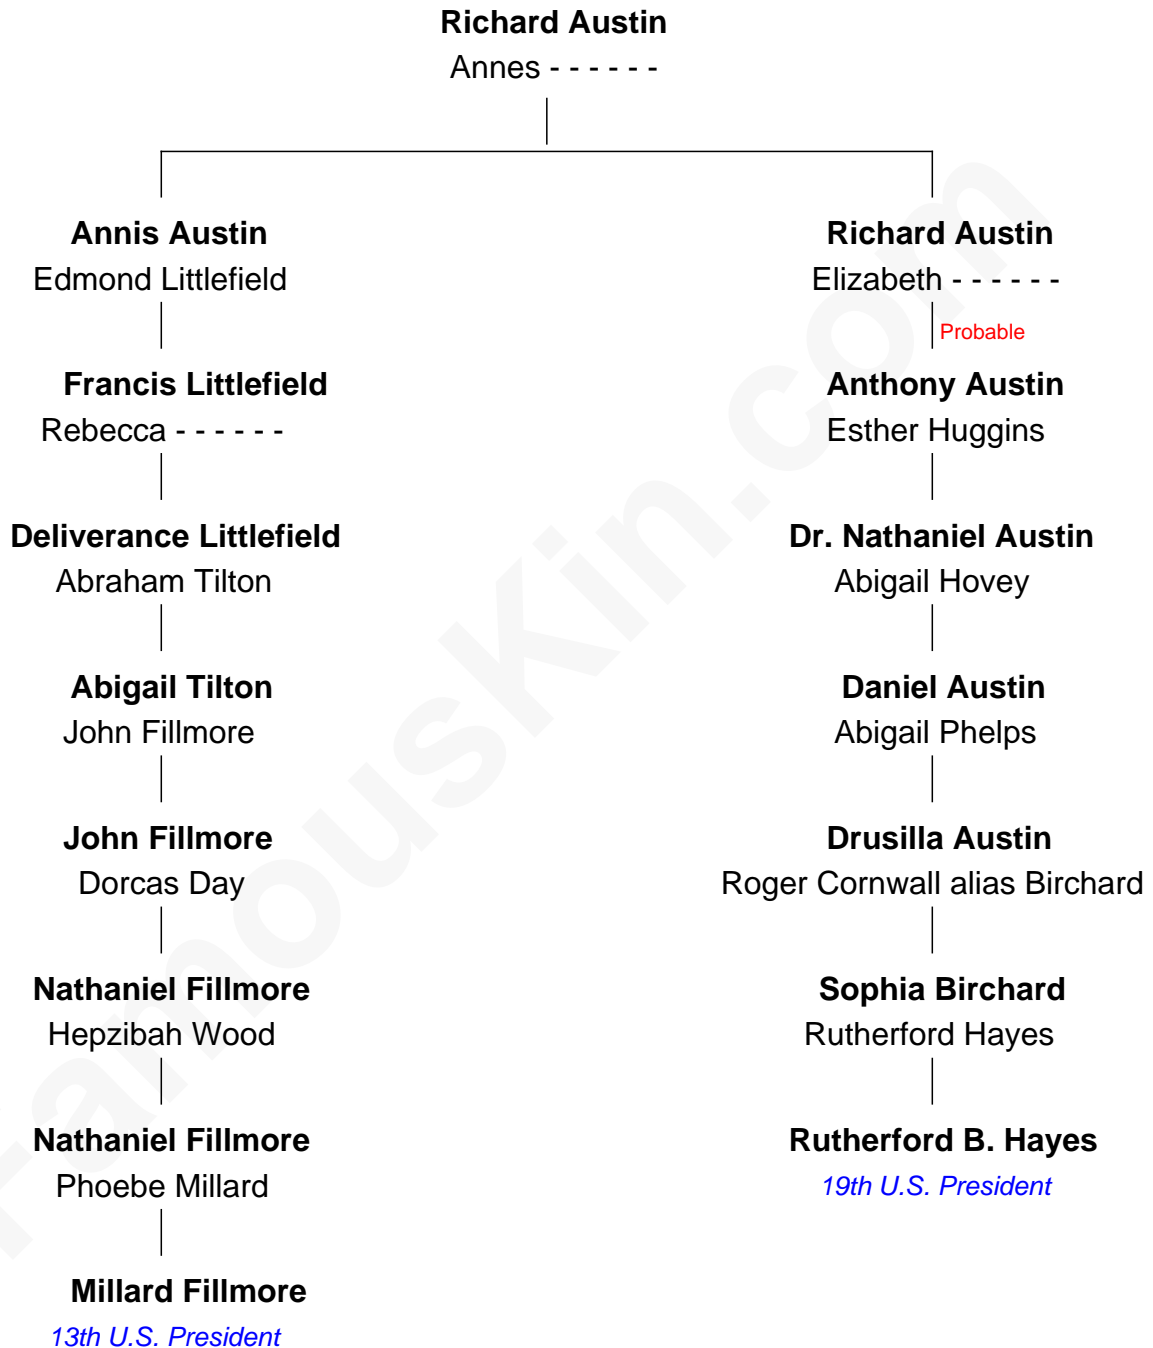 Richard Austin
Annes - - - - - -
Annis Austin
Edmond Littlefield
Richard Austin
Elizabeth - - - - - -
Probable
Francis Littlefield
Rebecca - - - - - -
Anthony Austin
Esther Huggins
Deliverance Littlefield
Abraham Tilton
Dr. Nathaniel Austin
Abigail Hovey
Abigail Tilton
John Fillmore
Daniel Austin
Abigail Phelps
John Fillmore
Dorcas Day
Drusilla Austin
Roger Cornwall alias Birchard
Nathaniel Fillmore
Hepzibah Wood
Sophia Birchard
Rutherford Hayes
Nathaniel Fillmore
Phoebe Millard
Rutherford B. Hayes
19th U.S. President
Millard Fillmore
13th U.S. President
FamousKin.com